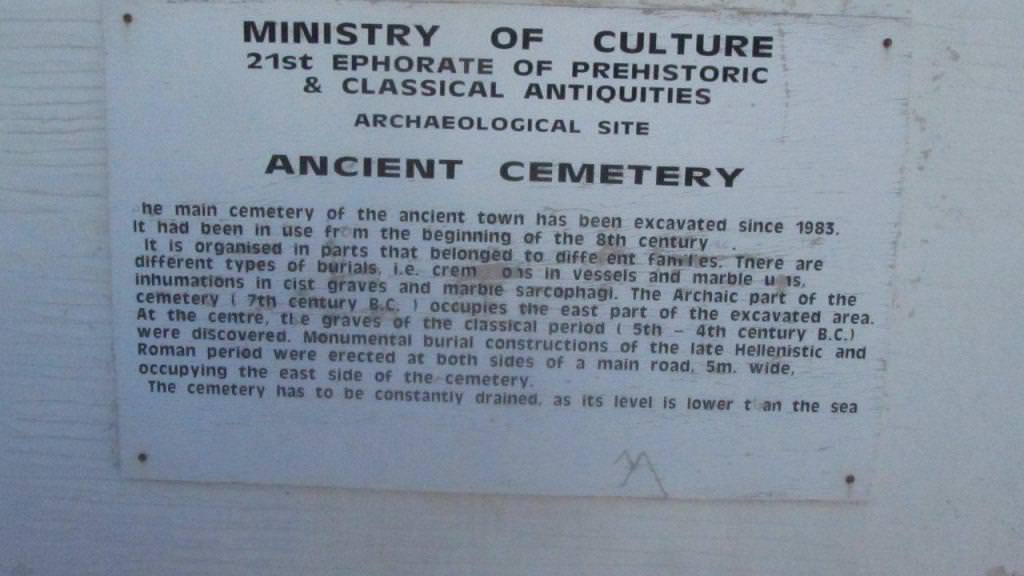 MINISTRY OF CULTURE
21st EPHORATE OF PREHISTORIC
& CLASSICAL ANTIQUITIES
ARCHAEOLOGICAL SITE
ANCIENT CEMETERY
he main cemetery of the ancient town has been excavated since 1983.
It had been in use from the beginning of the 8th century .
It is organised in parts that belonged to different families. There are
different types of burials, i.e. crem ons in vessels and marble urns,
inhumations in cist graves and marble sarcophagi. The Archaic part of the
cemetery ( 7th century B.C. ) occupies the east part of the excavated area.
At the centre, the graves of the classical period ( 5th – 4th century B.C.)
were discovered. Monumental burial constructions of the late Hellenistic and
Roman period were erected at both sides of a main road, 5m. wide,
occupying the east side of the cemetery.
The cemetery has to be constantly drained, as its level is lower than the sea